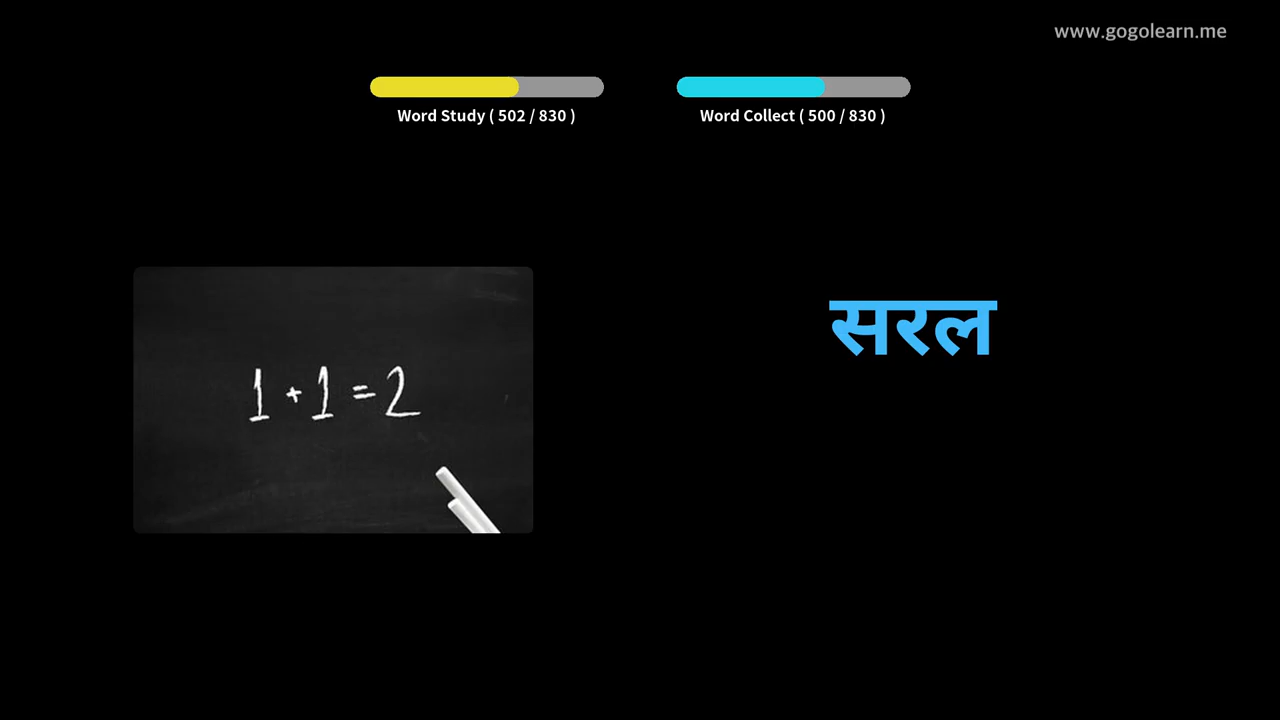 www.gogolearn.me
Word Study ( 502 / 830 )
Word Collect ( 500 / 830 )
सरल
1 + 1 = 2